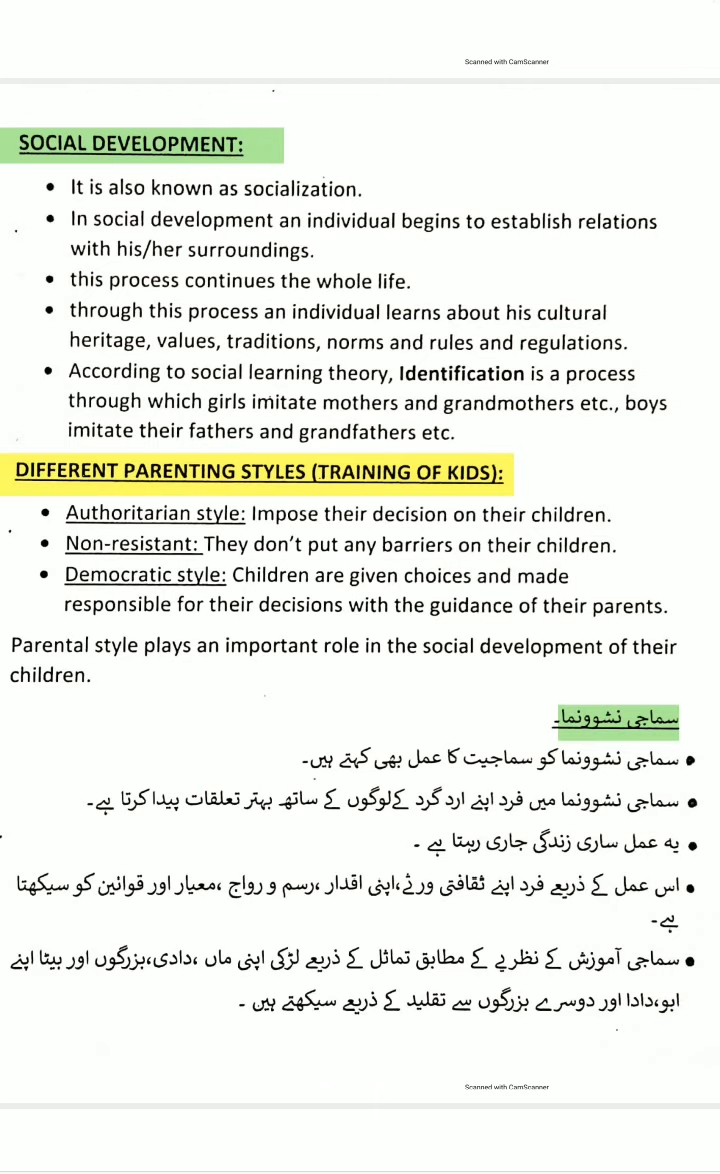 Scanned with CamScanner
SOCIAL DEVELOPMENT:
• It is also known as socialization.
• In social development an individual begins to establish relations
with his/her surroundings.
• this process continues the whole life.
• through this process an individual learns about his cultural
heritage, values, traditions, norms and rules and regulations.
• According to social learning theory, Identification is a process
through which girls imitate mothers and grandmothers etc., boys
imitate their fathers and grandfathers etc.
DIFFERENT PARENTING STYLES (TRAINING OF KIDS):
• Authoritarian style: Impose their decision on their children.
• Non-resistant: They don't put any barriers on their children.
• Democratic style: Children are given choices and made
responsible for their decisions with the guidance of their parents.
Parental style plays an important role in the social development of their
children.
سماجی نشوونما۔
• سماجی نشوونما کو سماجیت کا عمل بھی کہتے ہیں۔
• سماجی نشوونما میں فرد اپنے ارد گرد کےلوگوں کے ساتھ بہتر تعلقات پیدا کرتا ہے۔
• یہ عمل ساری زندگی جاری رہتا ہے ۔
• اس عمل کے ذریعے فرد اپنے ثقافتی ورثے،اپنی اقدار ،رسم و رواج ،معیار اور قوانین کو سیکھتا
ہے۔
• سماجی آموزش کے نظریے کے مطابق تماثل کے ذریعے لڑکی اپنی ماں ،دادی،بزرگوں اور بیٹا اپنے
ابو،دادا اور دوسرے بزرگوں سے تقلید کے ذریعے سیکھتے ہیں ۔
Scanned with CamScanner